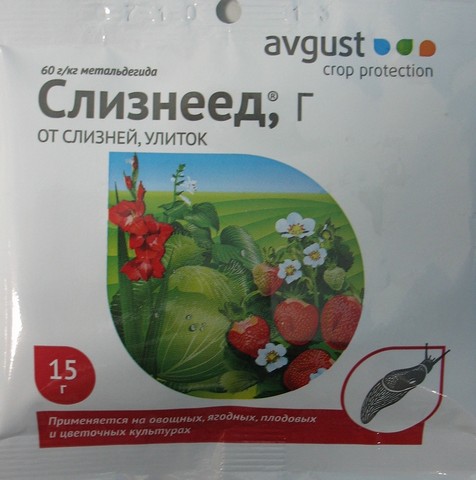 avgust
crop protection
60 г/кг метальдегида
Слизнеед®, Г
ОТ СЛИЗНЕЙ, УЛИТОК
15
г
Применяется на овощных, ягодных, плодовых
и цветочных культурах